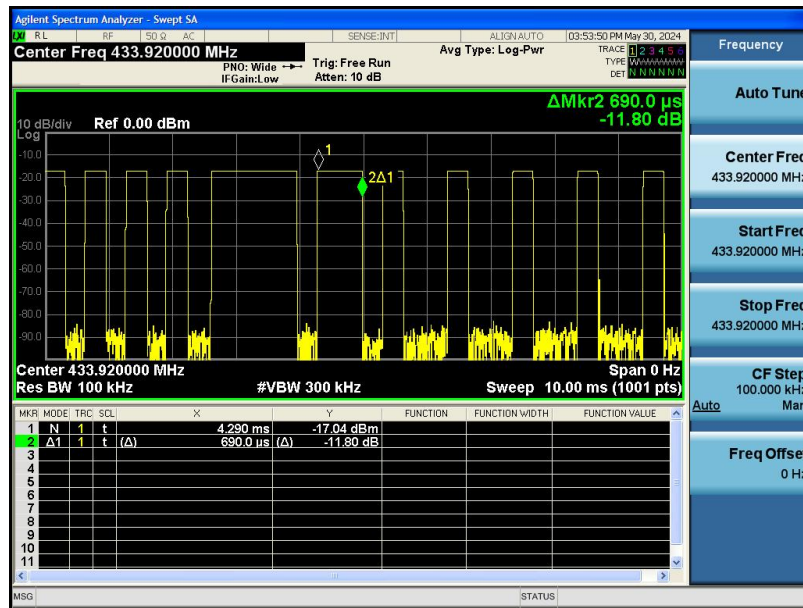 Agilent Spectrum Analyzer - Swept SA
LXI RL RF 50 Ω AC SENSE:INT ALIGN AUTO 03:53:50 PM May 30, 2024
Center Freq 433.920000 MHz
PNO: Wide
IFGain:Low
Trig: Free Run
Atten: 10 dB
Avg Type: Log-Pwr
TRACE 1 2 3 4 5 6
TYPE W
DET N N N N N N
ΔMkr2 690.0 µs
-11.80 dB
10 dB/div Ref 0.00 dBm
Log
-10.0
-20.0
-30.0
-40.0
-50.0
-60.0
-70.0
-80.0
-90.0
1
2Δ1
Center 433.920000 MHz Span 0 Hz
Res BW 100 kHz #VBW 300 kHz Sweep 10.00 ms (1001 pts)
MKR MODE TRC SCL X Y FUNCTION FUNCTION WIDTH FUNCTION VALUE
1 N 1 t 4.290 ms -17.04 dBm
2 Δ1 1 t (Δ) 690.0 µs (Δ) -11.80 dB
3
4
5
6
7
8
9
10
11
MSG STATUS
Frequency
Auto Tune
Center Freq
433.920000 MHz
Start Freq
433.920000 MHz
Stop Freq
433.920000 MHz
CF Step
100.000 kHz
Auto Man
Freq Offset
0 Hz